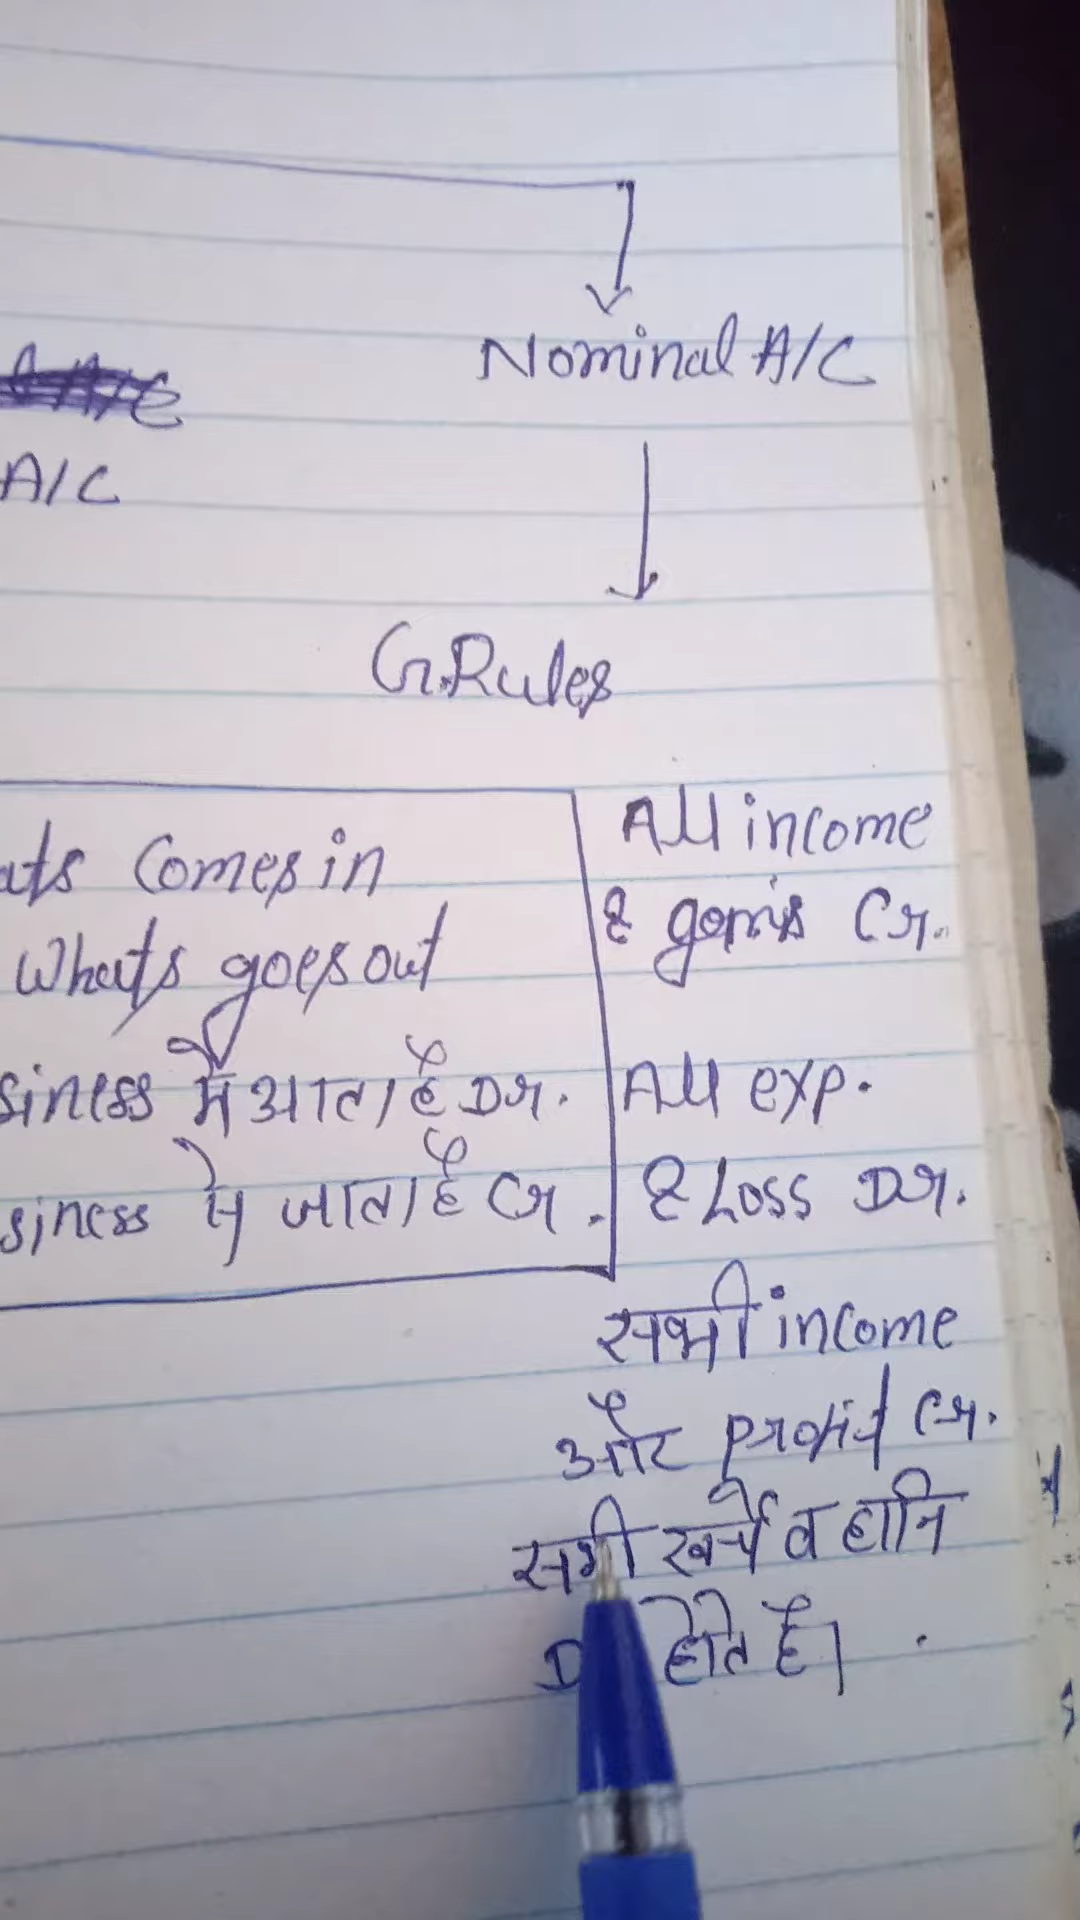 Nominal A/C
A/C
G.Rules
comes in
Whats goes out
siness में आता है Dr.
siness से जाता है Cr.
All income
& gains Cr.
All exp.
& Loss Dr.
सभी income
और profit Cr.
सभी खर्चे व हानि
होते है।